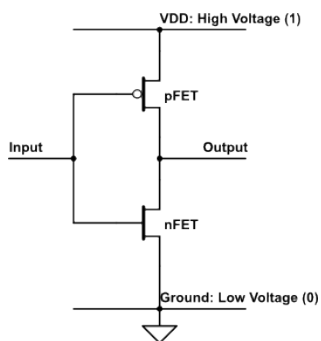 VDD: High Voltage (1)
pFET
Input
Output
nFET
Ground: Low Voltage (0)